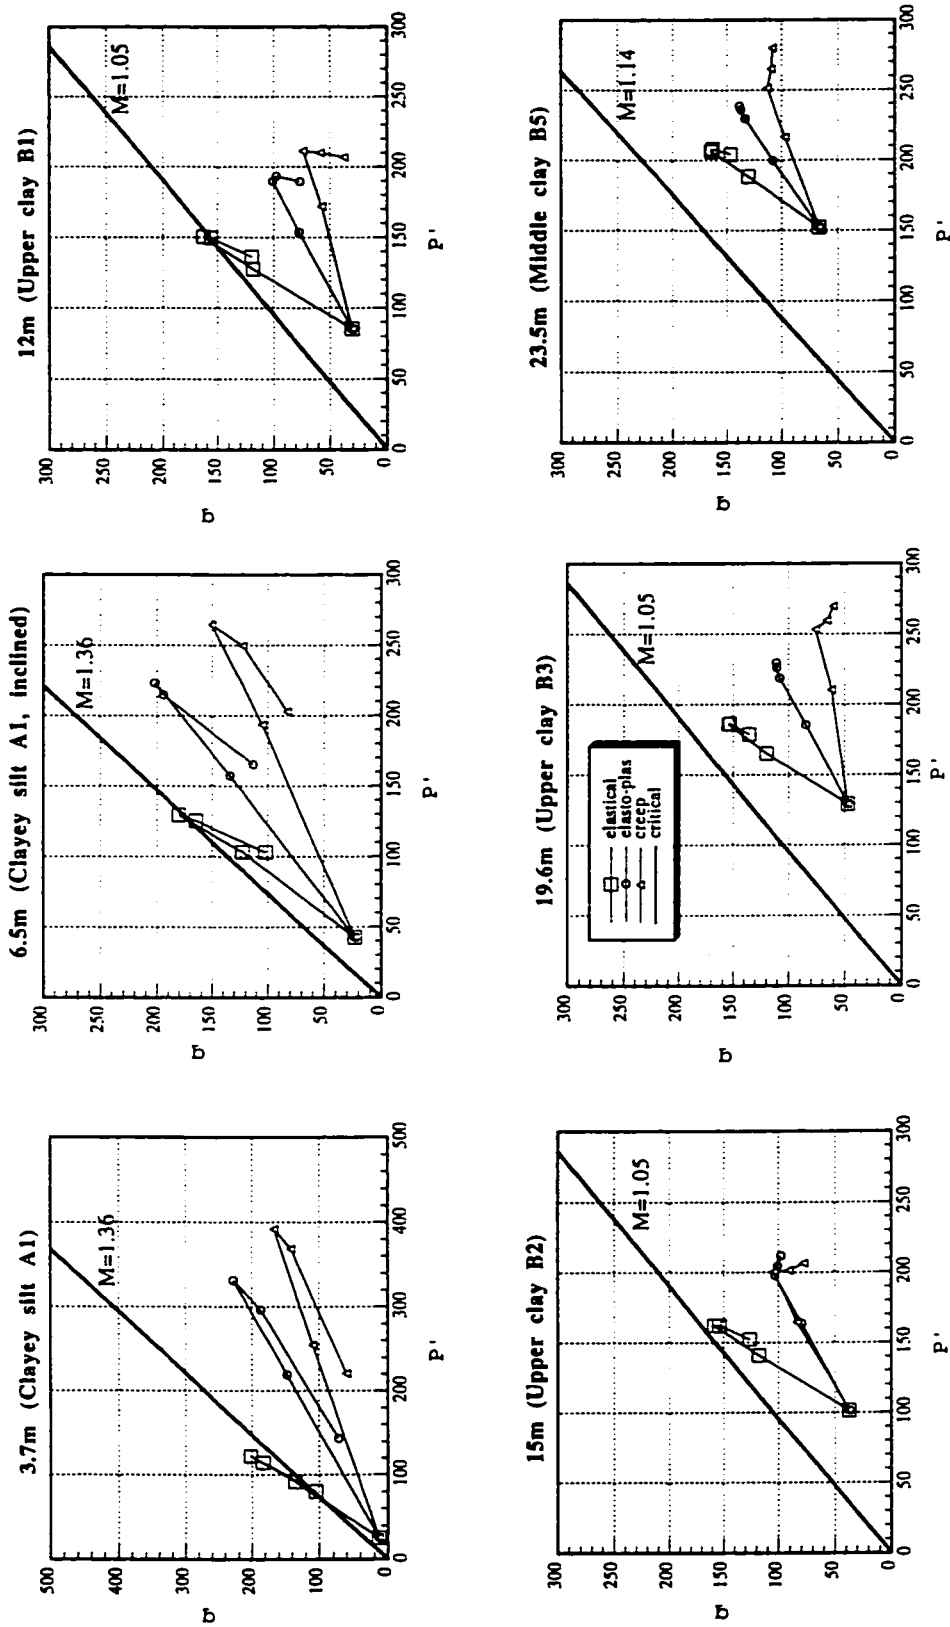 3.7m (Clayey silt A1)
500
400
300
200
100
0
q
M=1.36
0
100
200
300
400
500
P'
6.5m (Clayey silt A1, inclined)
300
250
200
150
100
50
0
q
M=1.36
0
50
100
150
200
250
300
P'
12m (Upper clay B1)
300
250
200
150
100
50
0
q
M=1.05
0
50
100
150
200
250
300
P'
15m (Upper clay B2)
300
250
200
150
100
50
0
q
M=1.05
0
50
100
150
200
250
300
P'
19.6m (Upper clay B3)
300
250
200
150
100
50
0
q
M=1.05
elastical
elasto-plas
creep
critical
0
50
100
150
200
250
300
P'
23.5m (Middle clay B5)
300
250
200
150
100
50
0
q
M=1.14
0
50
100
150
200
250
300
P'